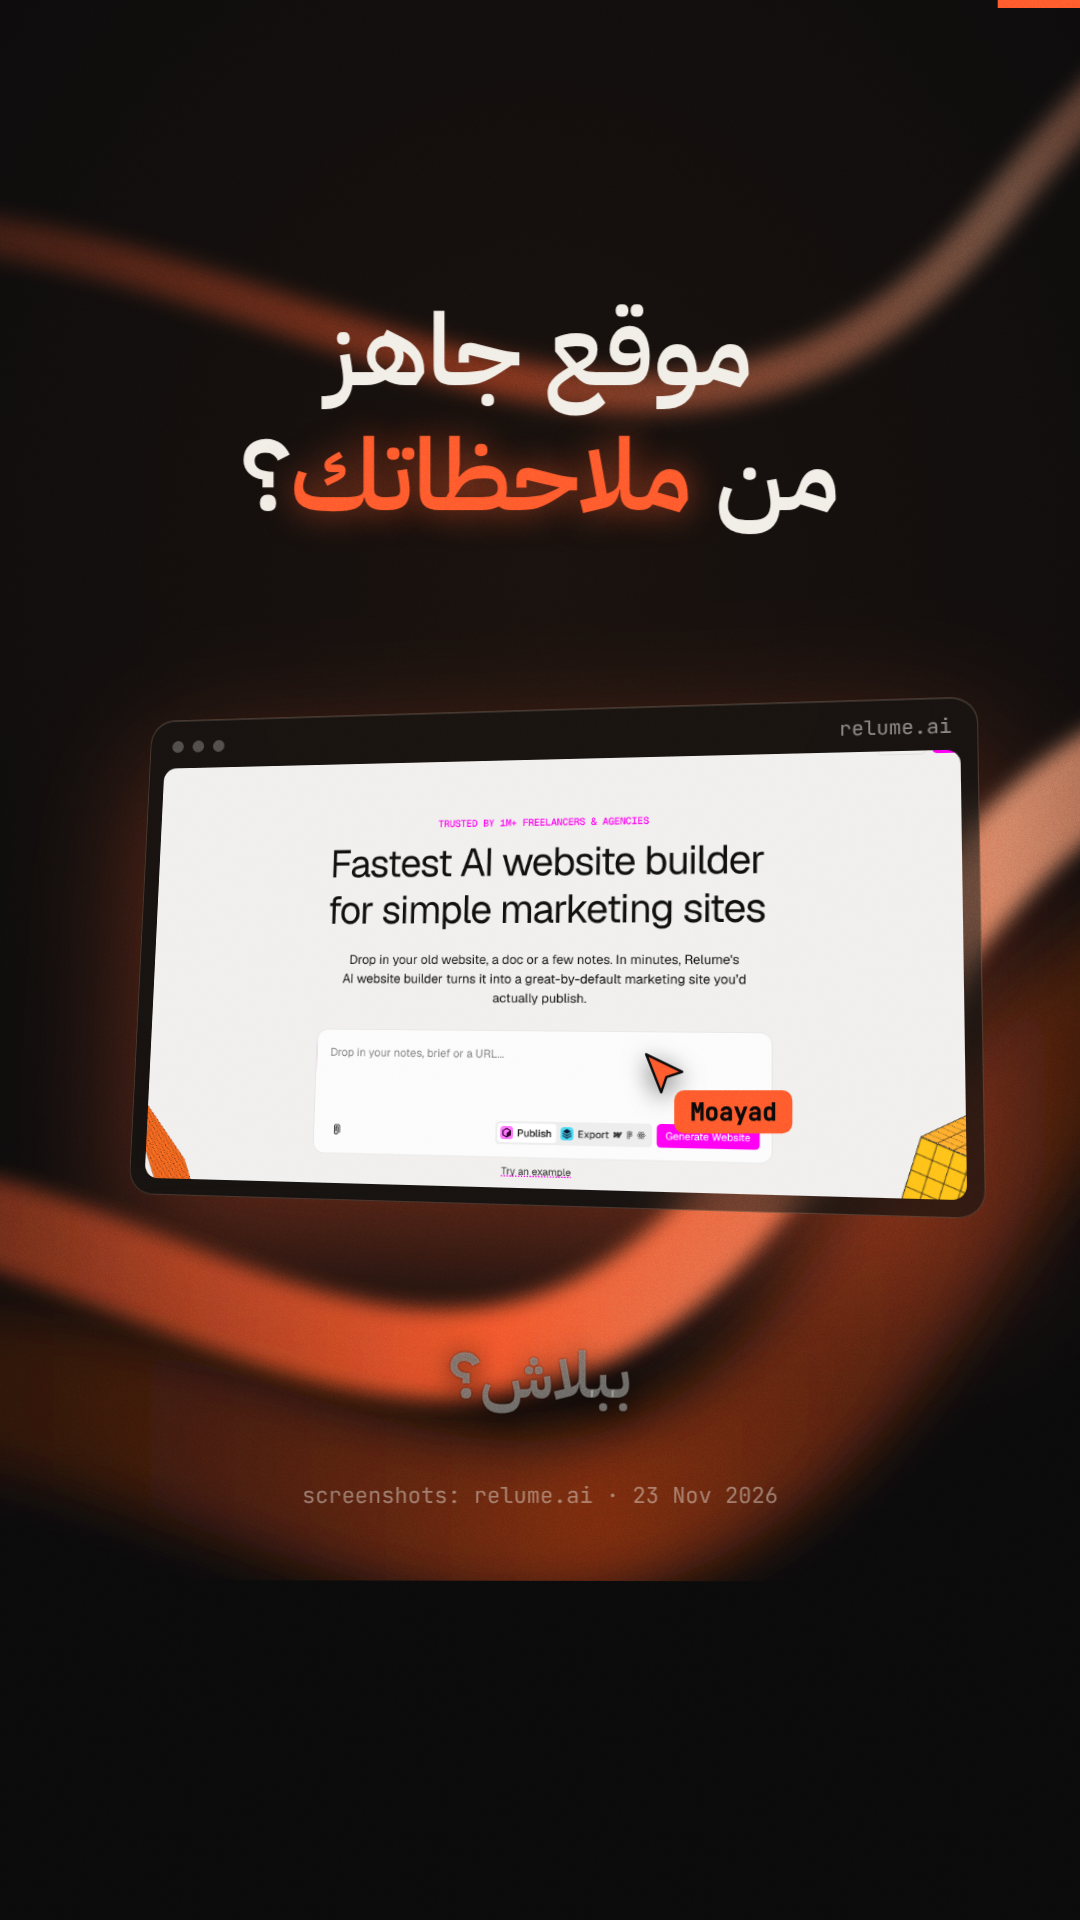 موقع جاهز
من ملاحظاتك؟
relume.ai
TRUSTED BY 1M+ FREELANCERS & AGENCIES
Fastest AI website builder
for simple marketing sites
Drop in your old website, a doc or a few notes. In minutes, Relume's
AI website builder turns it into a great-by-default marketing site you'd
actually publish.
Drop in your notes, brief or a URL...
Moayad
Publish Export Generate Website
Try an example
ببلاش؟
screenshots: relume.ai · 23 Nov 2026